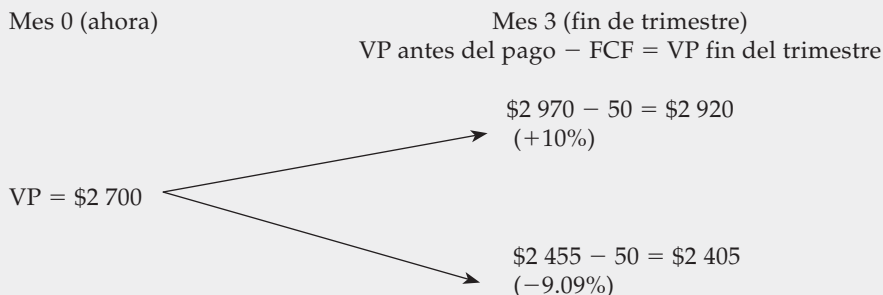 Mes 0 (ahora)
Mes 3 (fin de trimestre)
VP antes del pago − FCF = VP fin del trimestre
$2 970 − 50 = $2 920
(+10%)
VP = $2 700
$2 455 − 50 = $2 405
(−9.09%)